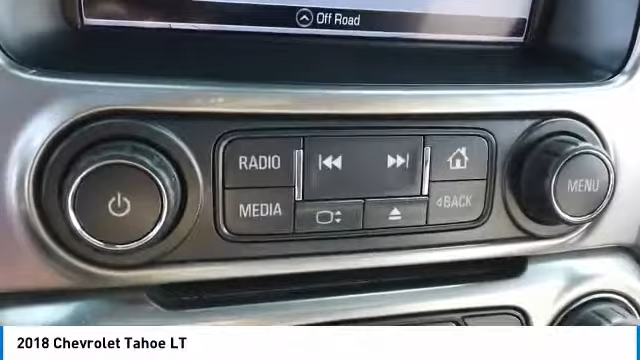 Off Road
RADIO
MEDIA
BACK
MENU
2018 Chevrolet Tahoe LT